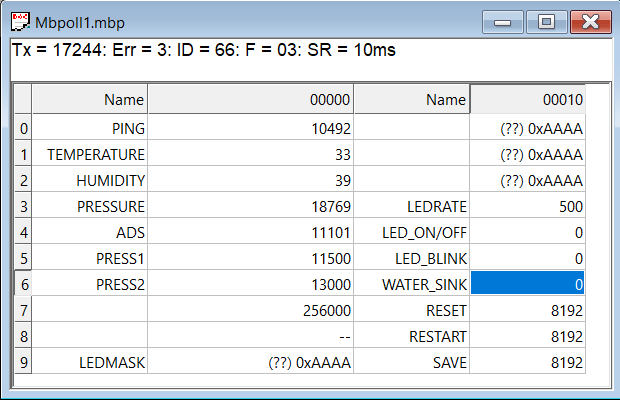 Mbpoll1.mbp
Tx = 17244: Err = 3: ID = 66: F = 03: SR = 10ms
Name 00000 Name 00010
0 PING 10492 (??) 0xAAAA
1 TEMPERATURE 33 (??) 0xAAAA
2 HUMIDITY 39 (??) 0xAAAA
3 PRESSURE 18769 LEDRATE 500
4 ADS 11101 LED_ON/OFF 0
5 PRESS1 11500 LED_BLINK 0
6 PRESS2 13000 WATER_SINK 0
7 256000 RESET 8192
8 -- RESTART 8192
9 LEDMASK (??) 0xAAAA SAVE 8192